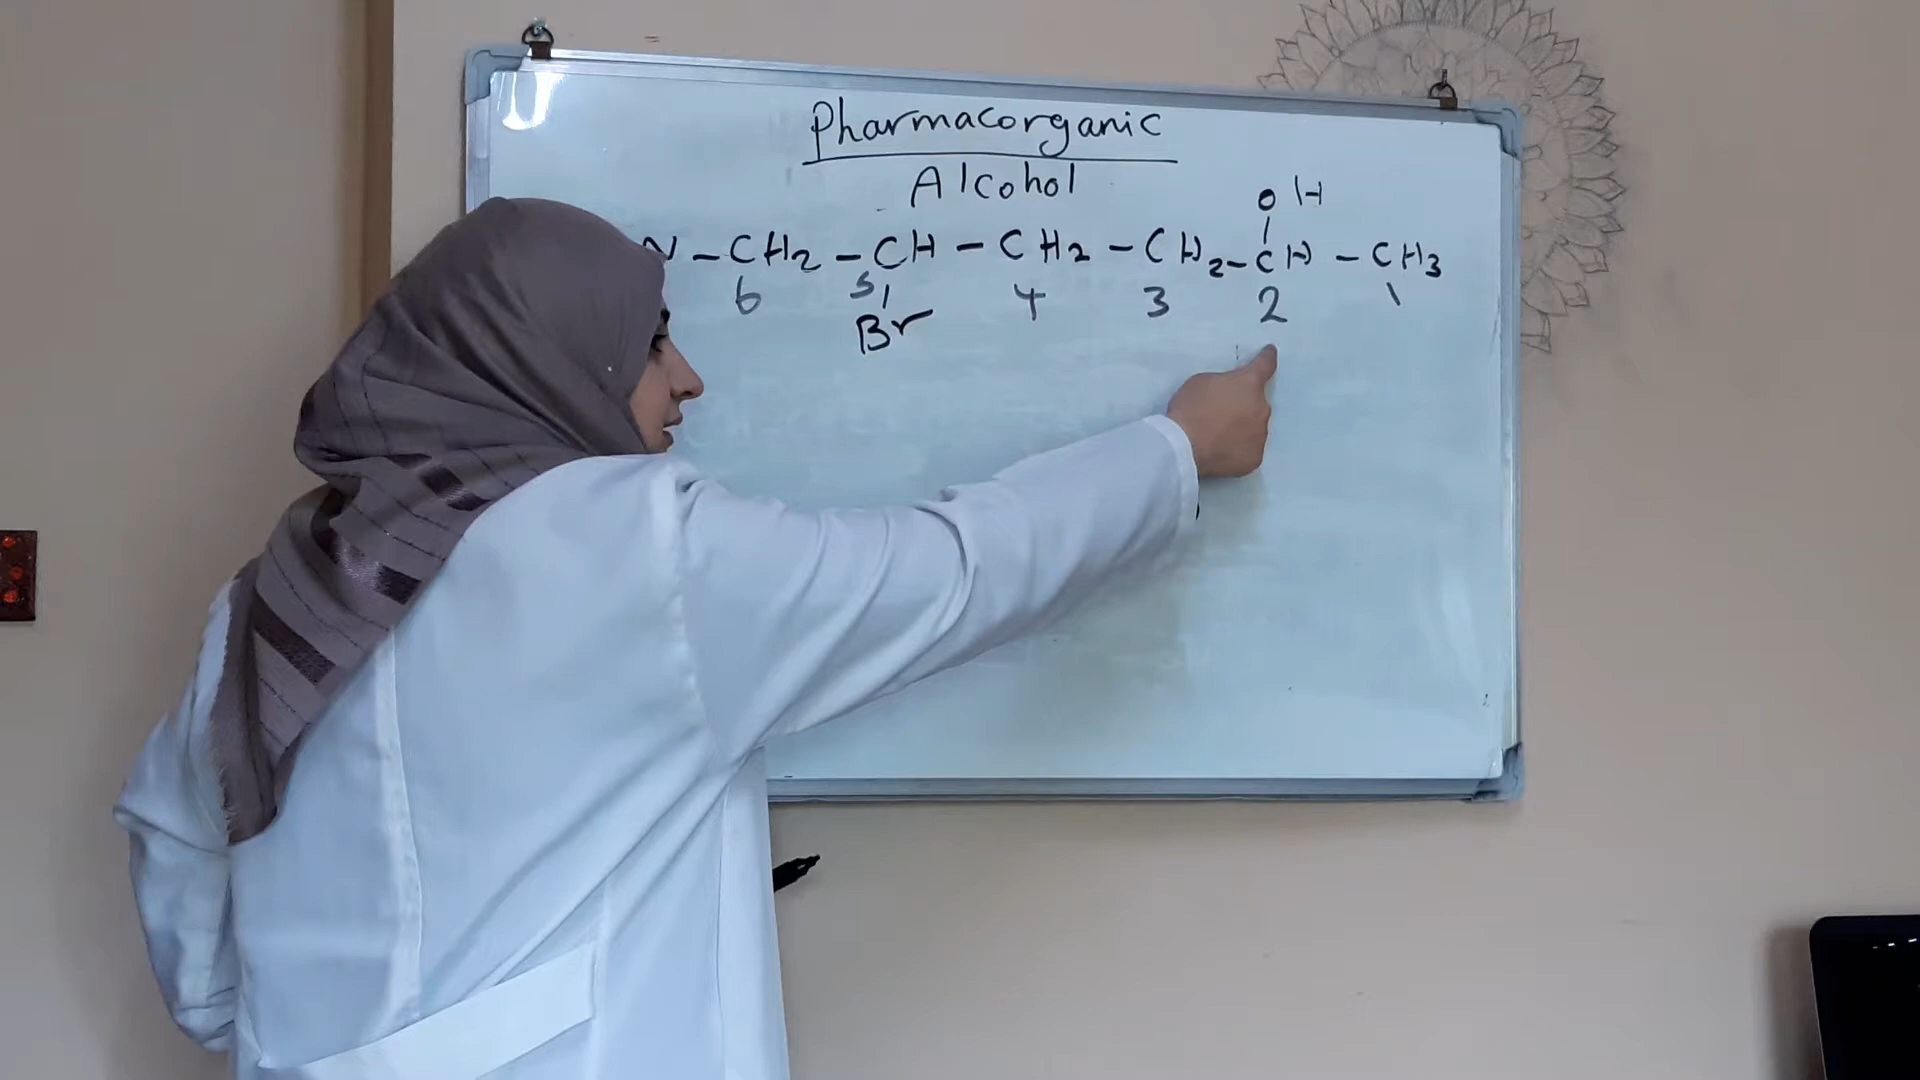 Pharmacorganic
Alcohol
OH
N - CH2 - CH - CH2 - CH2 - CH - CH3
6 5 4 3 2 1
Br